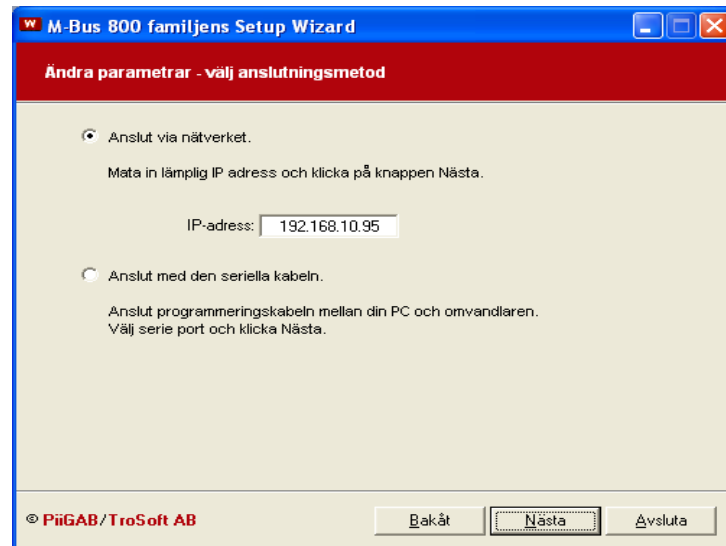 W M-Bus 800 familjens Setup Wizard
Ändra parametrar - välj anslutningsmetod
Anslut via nätverket.
Mata in lämplig IP adress och klicka på knappen Nästa.
IP-adress: 192.168.10.95
Anslut med den seriella kabeln.
Anslut programmeringskabeln mellan din PC och omvandlaren.
Välj serie port och klicka Nästa.
© PiiGAB/TroSoft AB Bakåt Nästa Avsluta